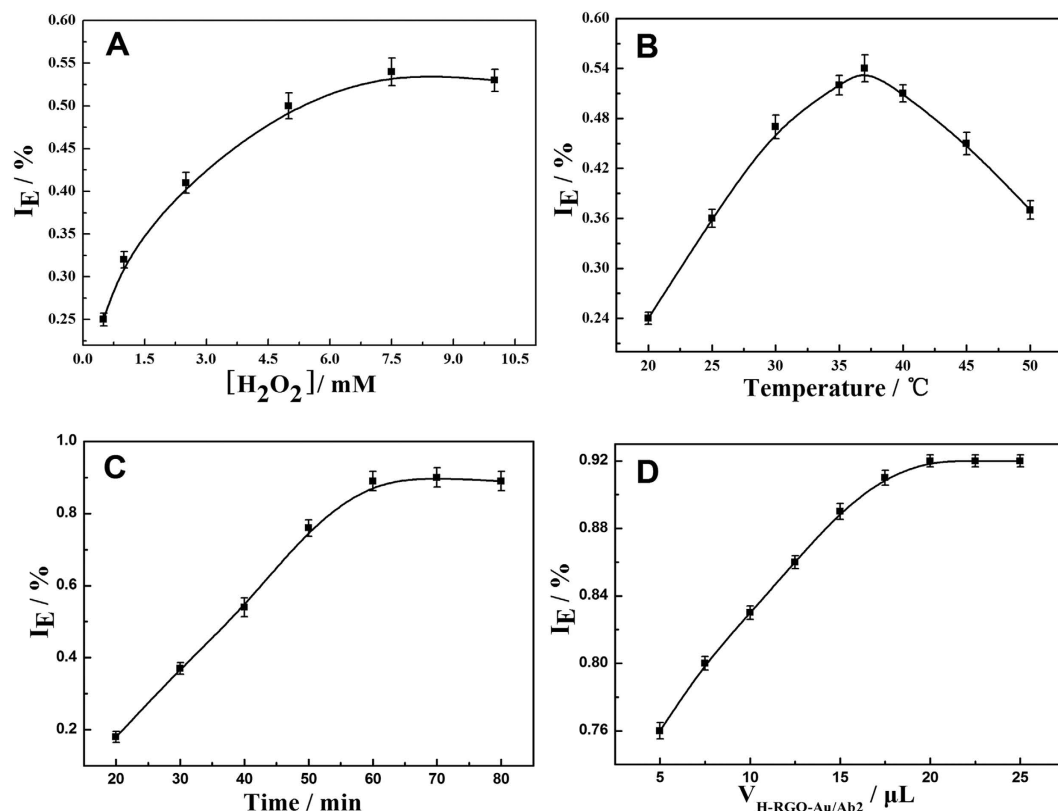 A
I_E / %
0.60
0.55
0.50
0.45
0.40
0.35
0.30
0.25
0.0 1.5 3.0 4.5 6.0 7.5 9.0 10.5
[H₂O₂]/ mM
B
I_E / %
0.60
0.54
0.48
0.42
0.36
0.30
0.24
20 25 30 35 40 45 50
Temperature / ℃
C
I_E / %
1.0
0.8
0.6
0.4
0.2
20 30 40 50 60 70 80
Time / min
D
I_E / %
0.92
0.88
0.84
0.80
0.76
5 10 15 20 25
V_H-RGO-Au/Ab2 / μL